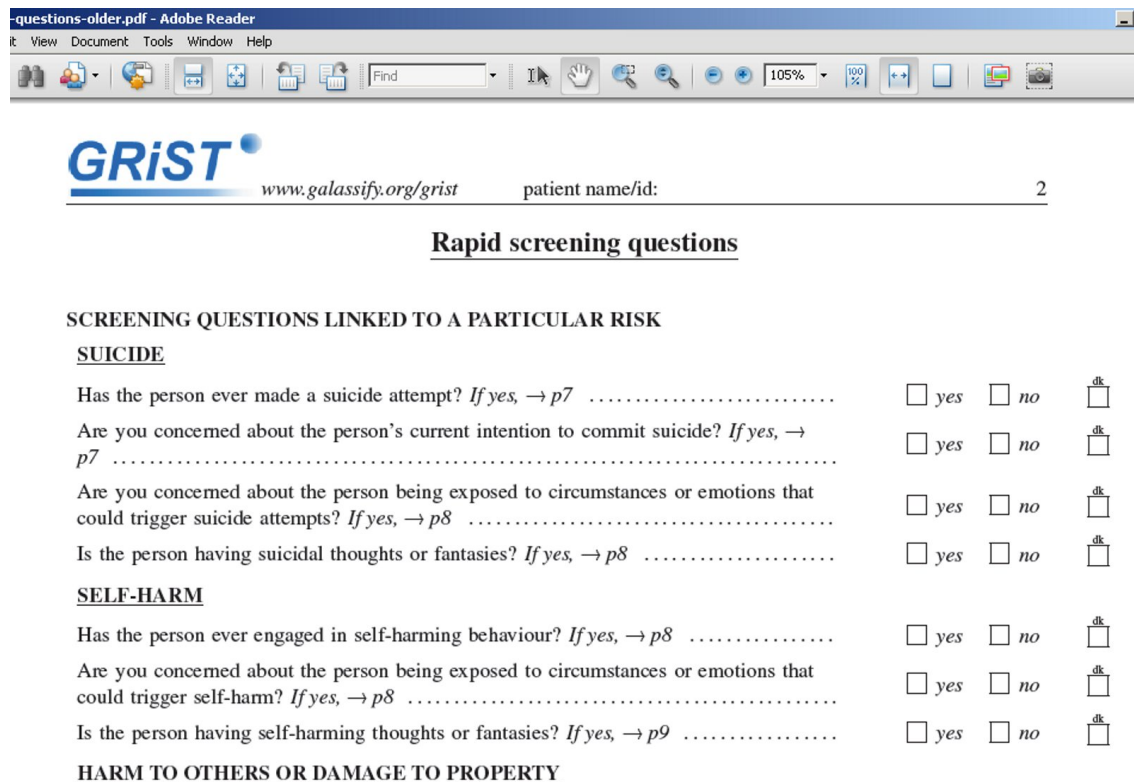 -questions-older.pdf - Adobe Reader
it View Document Tools Window Help
Find
105%
100 %
GRiST www.galassify.org/grist patient name/id: 2
Rapid screening questions
SCREENING QUESTIONS LINKED TO A PARTICULAR RISK
SUICIDE
Has the person ever made a suicide attempt? If yes, → p7 ........................... yes no dk
Are you concerned about the person's current intention to commit suicide? If yes, →
p7 ............................................................................... yes no dk
Are you concerned about the person being exposed to circumstances or emotions that
could trigger suicide attempts? If yes, → p8 ........................................ yes no dk
Is the person having suicidal thoughts or fantasies? If yes, → p8 ..................... yes no dk
SELF-HARM
Has the person ever engaged in self-harming behaviour? If yes, → p8 ................ yes no dk
Are you concerned about the person being exposed to circumstances or emotions that
could trigger self-harm? If yes, → p8 ............................................... yes no dk
Is the person having self-harming thoughts or fantasies? If yes, → p9 ................. yes no dk
HARM TO OTHERS OR DAMAGE TO PROPERTY